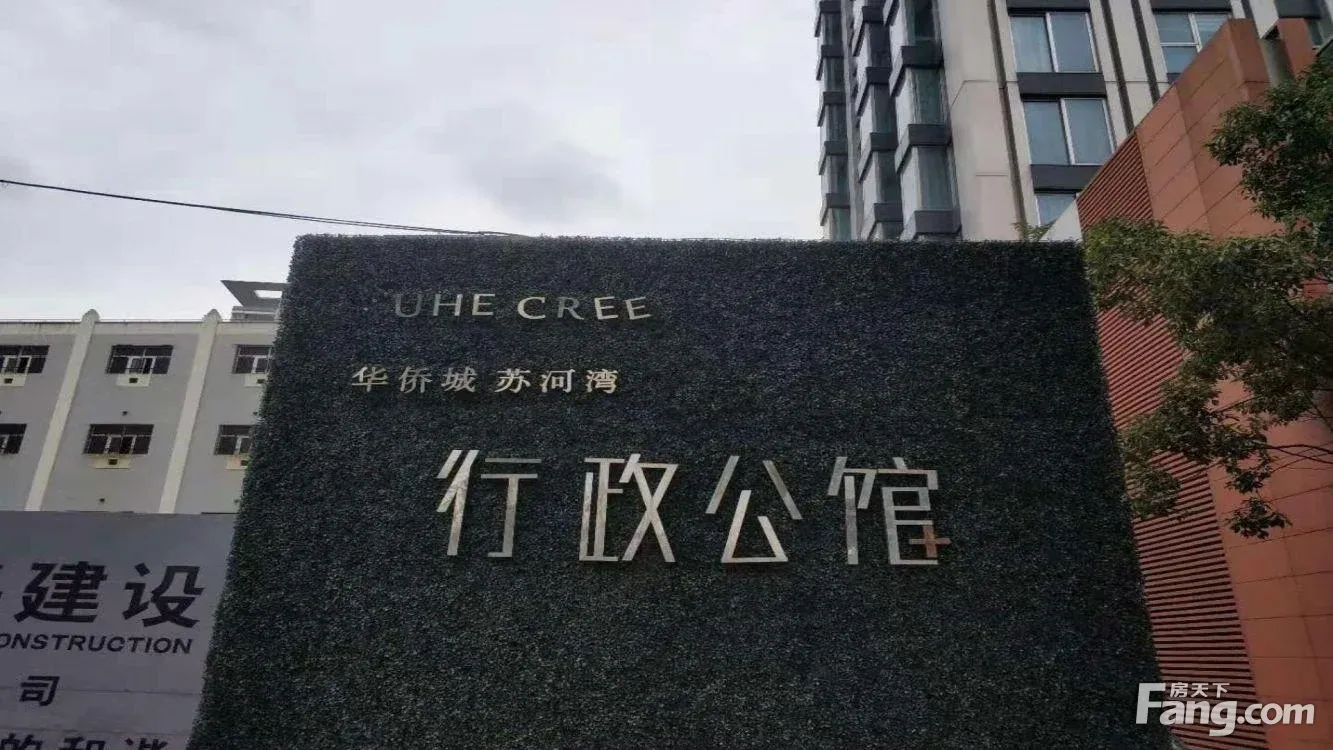 UHE CREE
华侨城 苏河湾
行政公馆+
建设
ONSTRUCTION
司
房天下
Fang.com